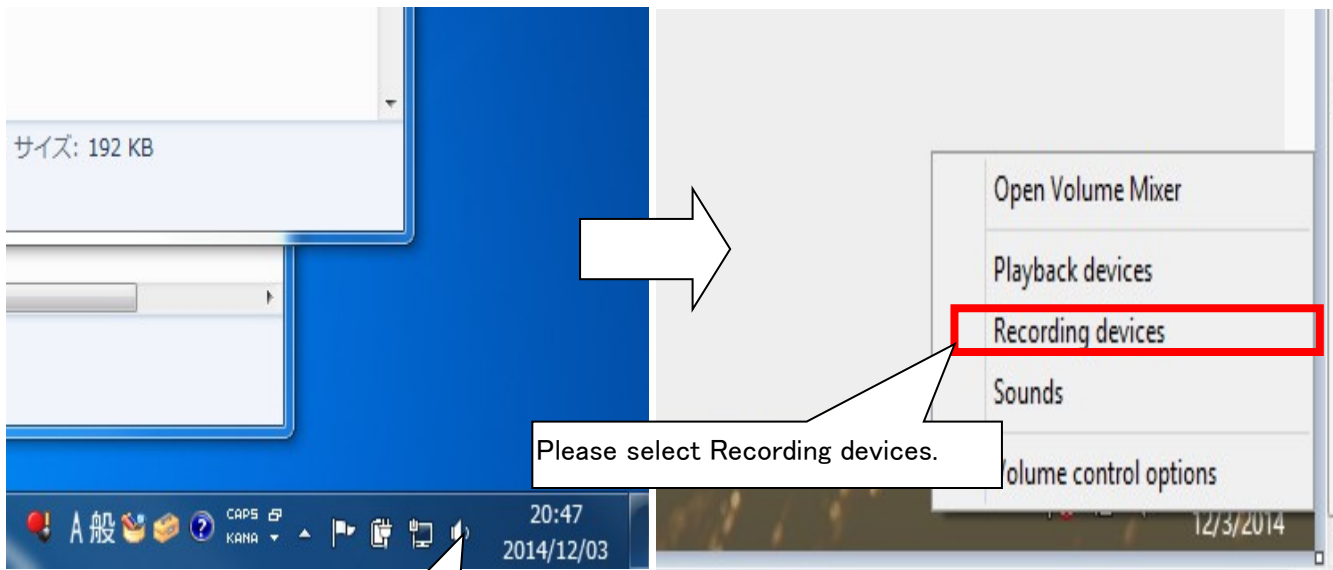 サイズ: 192 KB
A 般 CAPS KANA
20:47
2014/12/03
Open Volume Mixer
Playback devices
Recording devices
Sounds
Please select Recording devices.
olume control options
12/3/2014